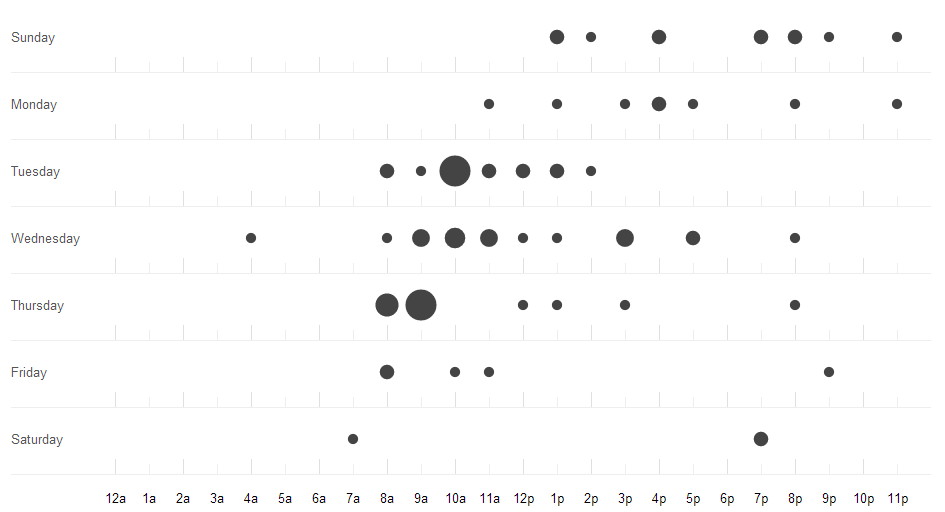 Sunday
Monday
Tuesday
Wednesday
Thursday
Friday
Saturday
12a 1a 2a 3a 4a 5a 6a 7a 8a 9a 10a 11a 12p 1p 2p 3p 4p 5p 6p 7p 8p 9p 10p 11p